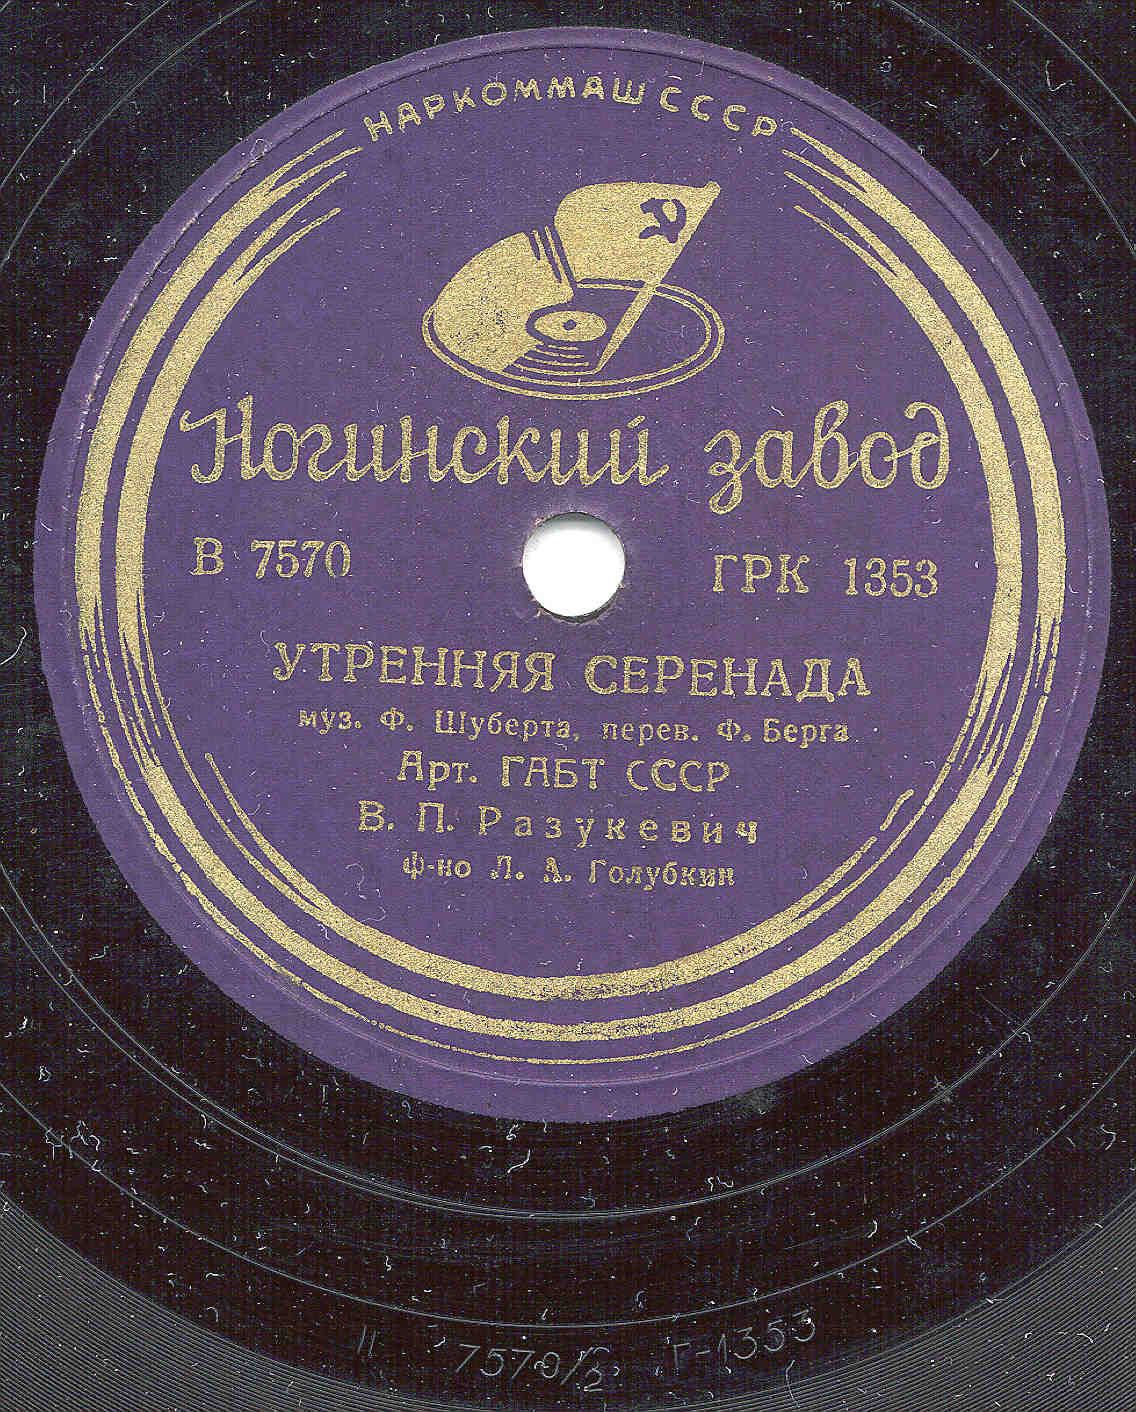 НАРКОММАШ СССР
Ногинский завод
В 7570
ГРК 1353
УТРЕННЯЯ СЕРЕНАДА
муз. Ф. Шуберта, перев. Ф. Берга
Арт. ГАБТ СССР
В. П. Разукевич
ф-но Л. А. Голубкин
II 7570/2 Г-1353